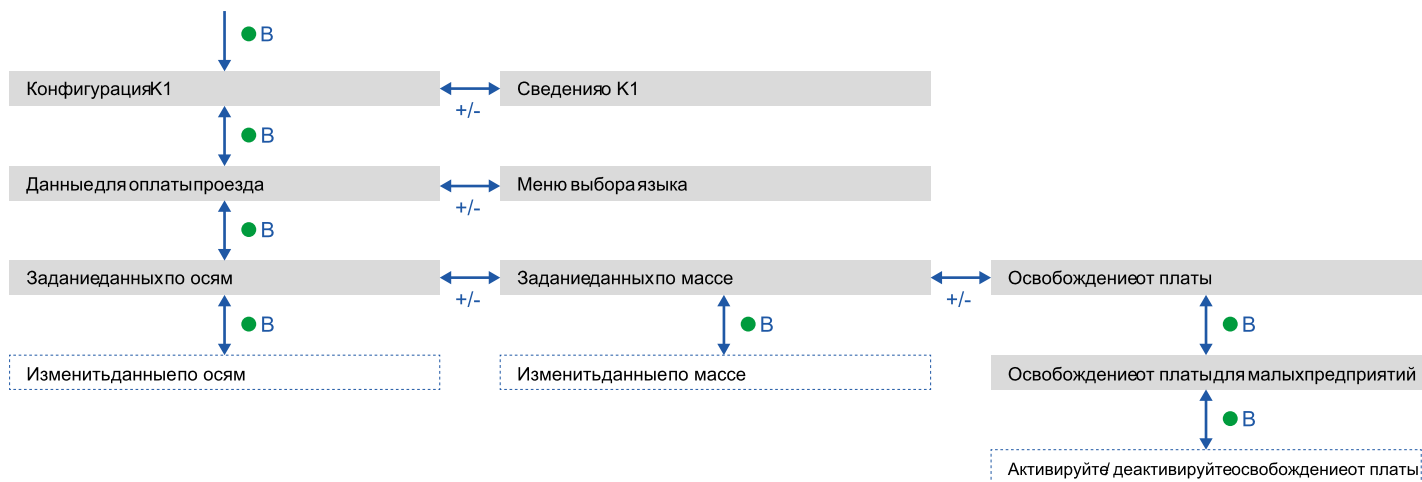 B
Конфигурация K1
Сведения о K1
+/-
B
Данные для оплаты проезда
Меню выбора языка
+/-
B
Задание данных по осям
Задание данных по массе
Освобождение от платы
+/-
+/-
B
B
B
Изменить данные по осям
Изменить данные по массе
Освобождение от платы для малых предприятий
B
Активируйте / деактивируйте освобождение от платы